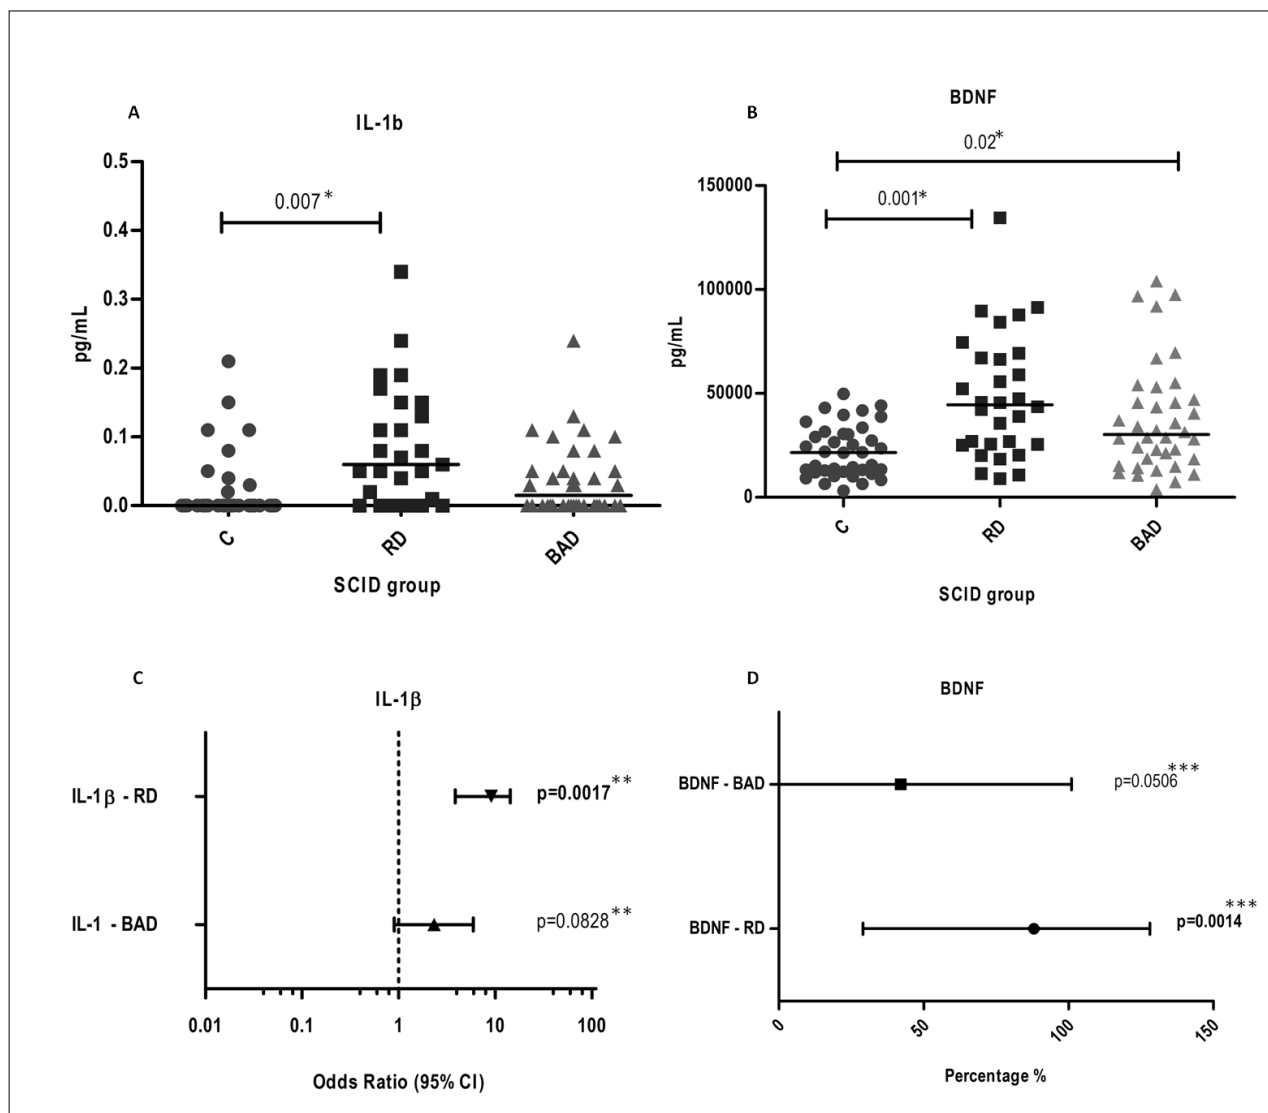 A
IL-1b
0.5
0.4
0.3
0.2
0.1
0.0
pg/mL
0.007 *
C
RD
BAD
SCID group
B
BDNF
0.02*
0.001*
150000
100000
50000
0
pg/mL
C
RD
BAD
SCID group
C
IL-1β
IL-1β - RD
p=0.0017**
IL-1 - BAD
p=0.0828**
0.01
0.1
1
10
100
Odds Ratio (95% CI)
D
BDNF
BDNF - BAD
p=0.0506***
BDNF - RD
p=0.0014***
0
50
100
150
Percentage %